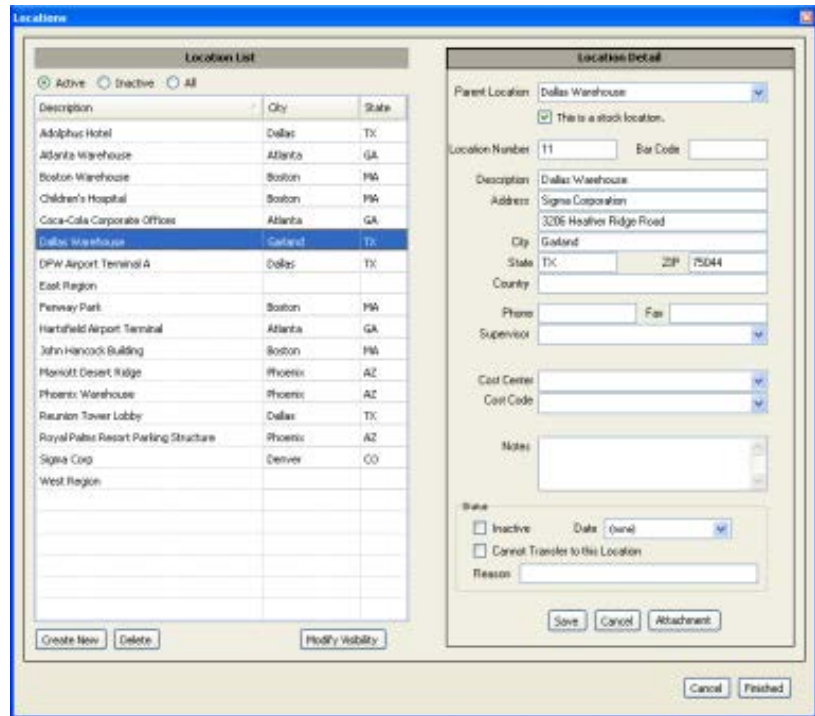 Locations
Location List
Active Inactive All
Description City State
Adolphus Hotel Dallas TX
Atlanta Warehouse Atlanta GA
Boston Warehouse Boston MA
Children's Hospital Boston MA
Coca-Cola Corporate Offices Atlanta GA
Dallas Warehouse Garland TX
DFW Airport Terminal A Dallas TX
East Region
Fenway Park Boston MA
Hartsfield Airport Terminal Atlanta GA
John Hancock Building Boston MA
Marriott Desert Ridge Phoenix AZ
Phoenix Warehouse Phoenix AZ
Reunion Tower Lobby Dallas TX
Royal Palms Resort Parking Structure Phoenix AZ
Sigma Corp Denver CO
West Region
Create New Delete Modify Visibility
Location Detail
Parent Location Dallas Warehouse
This is a stock location.
Location Number 11 Bar Code
Description Dallas Warehouse
Address Sigma Corporation
3206 Heather Ridge Road
City Garland
State TX ZIP 75044
Country
Phone Fax
Supervisor
Cost Center
Cost Code
Notes
Status
Inactive Date (none)
Cannot Transfer to this Location
Reason
Save Cancel Attachment
Cancel Finished